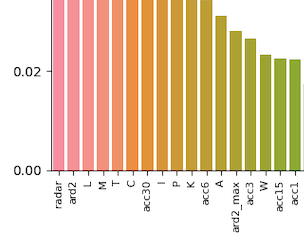 0.02
0.00
radar
ard2
L
M
T
C
acc30
I
P
K
acc6
A
ard2_max
acc3
W
acc15
acc1